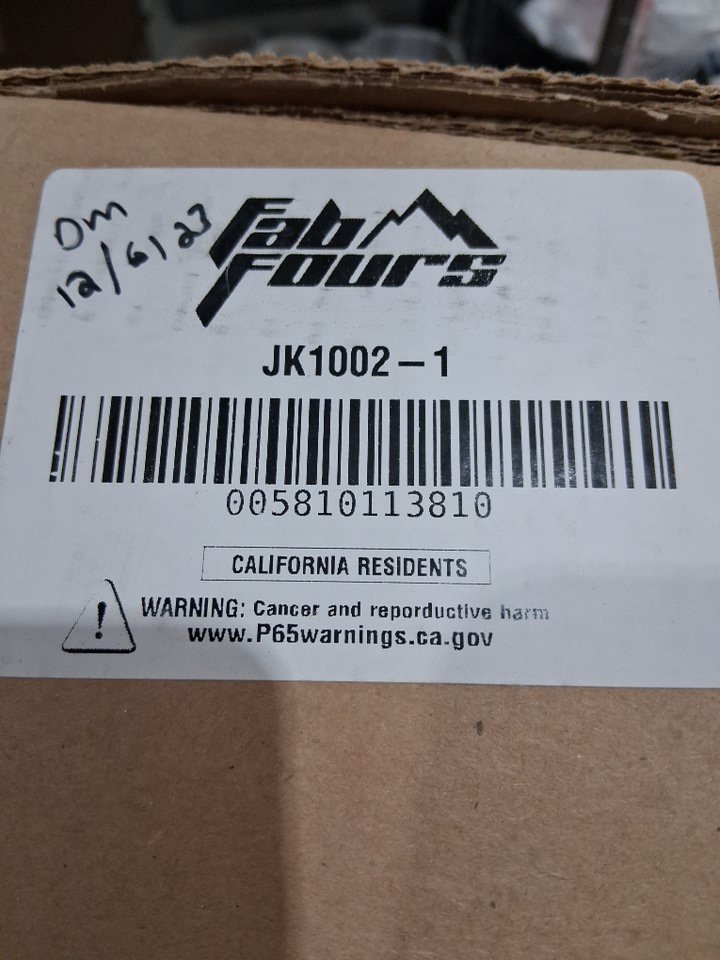 Dm
12/6/23
Fab
Fours
JK1002-1
005810113810
CALIFORNIA RESIDENTS
WARNING: Cancer and reporductive harm
www.P65warnings.ca.gov